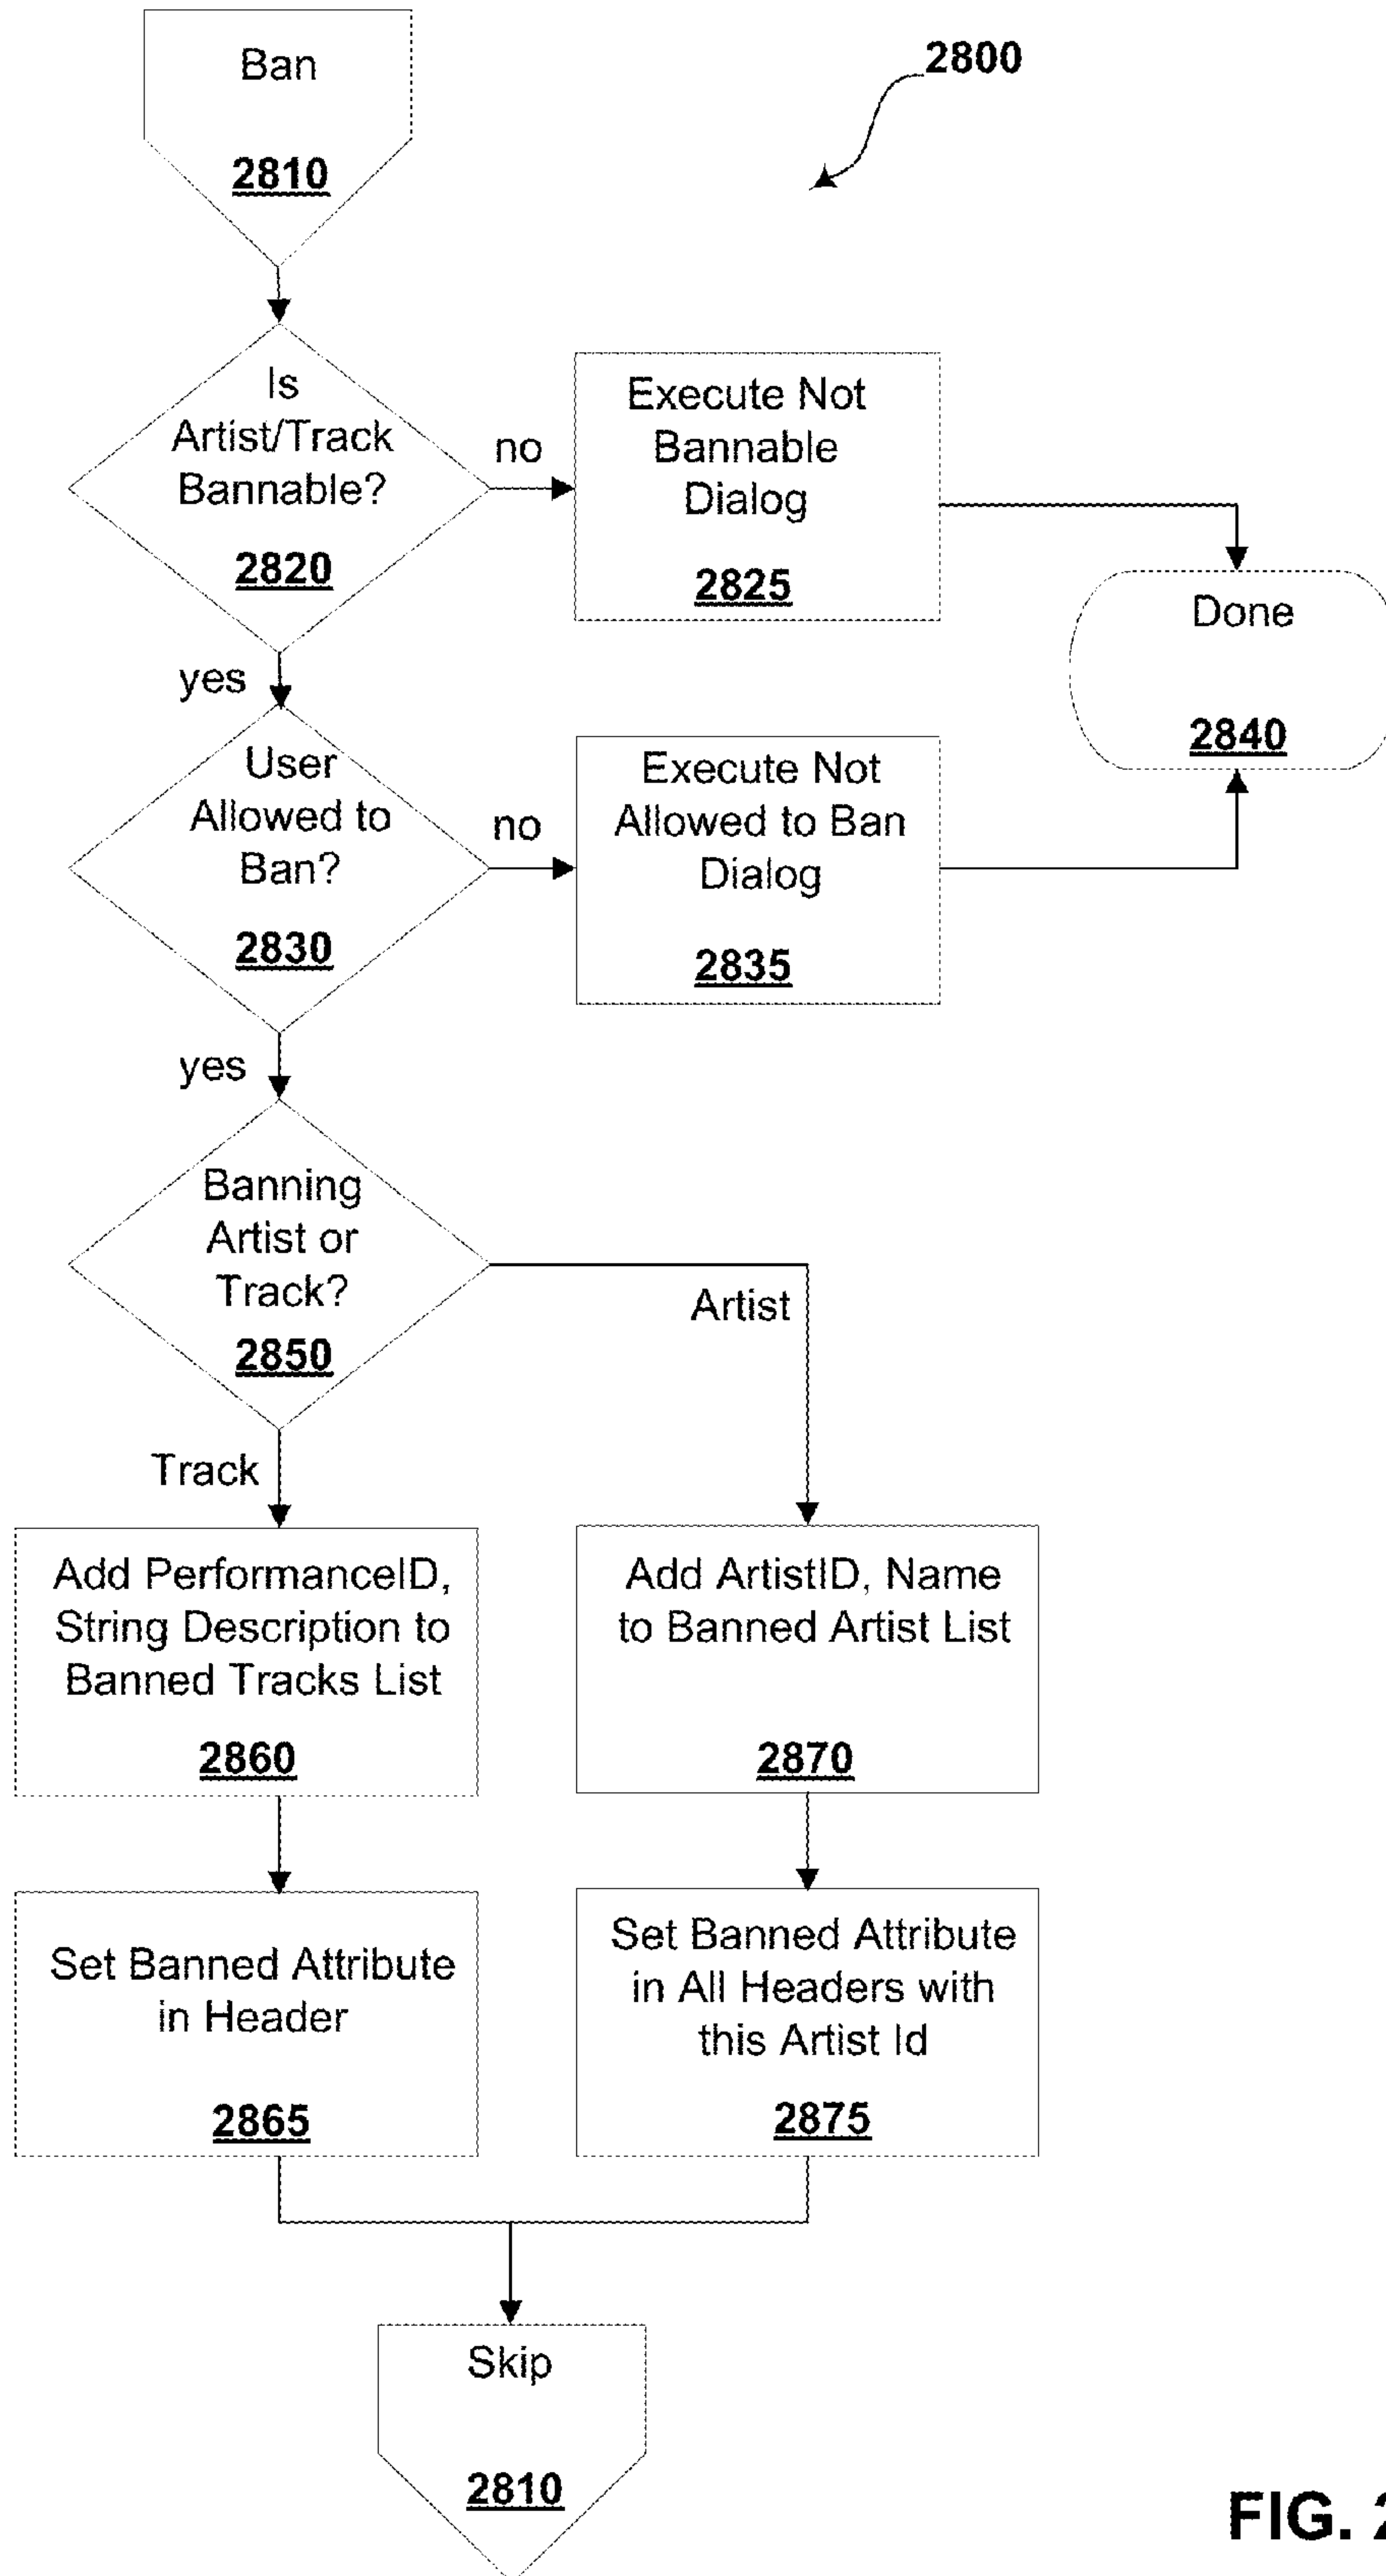 Ban
2810
2800
Is
Artist/Track
Bannable?
2820
no
Execute Not
Bannable
Dialog
2825
Done
2840
yes
User
Allowed to
Ban?
2830
no
Execute Not
Allowed to Ban
Dialog
2835
yes
Banning
Artist or
Track?
2850
Artist
Track
Add PerformanceID,
String Description to
Banned Tracks List
2860
Add ArtistID, Name
to Banned Artist List
2870
Set Banned Attribute
in Header
2865
Set Banned Attribute
in All Headers with
this Artist Id
2875
Skip
2810
FIG.